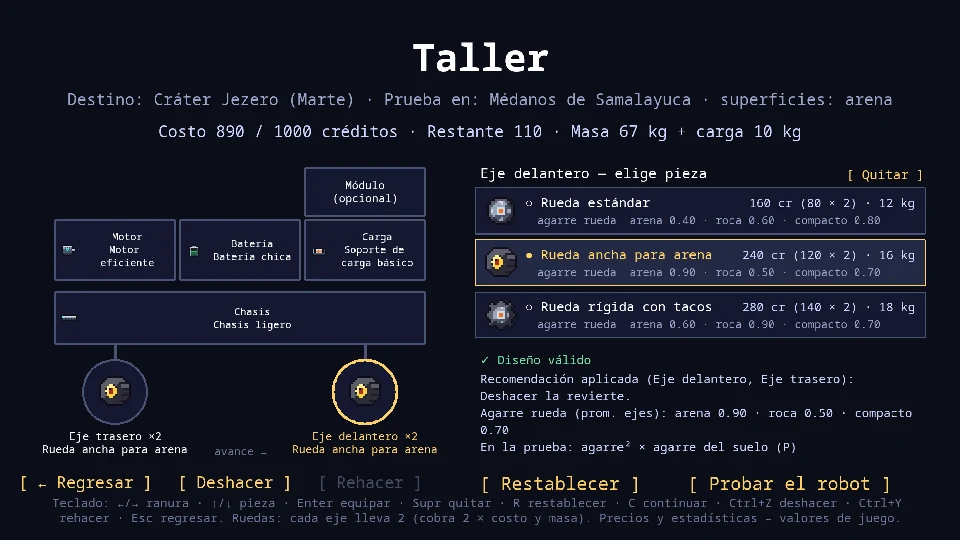 Taller
Destino: Cráter Jezero (Marte) · Prueba en: Médanos de Samalayuca · superficies: arena
Costo 890 / 1000 créditos · Restante 110 · Masa 67 kg + carga 10 kg
Módulo
(opcional)
Motor
Motor
eficiente
Batería
Batería chica
Carga
Soporte de
carga básico
Chasis
Chasis ligero
Eje trasero ×2
Rueda ancha para arena
avance →
Eje delantero ×2
Rueda ancha para arena
Eje delantero — elige pieza
[ Quitar ]
○ Rueda estándar 160 cr (80 × 2) · 12 kg
agarre rueda arena 0.40 · roca 0.60 · compacto 0.80
● Rueda ancha para arena 240 cr (120 × 2) · 16 kg
agarre rueda arena 0.90 · roca 0.50 · compacto 0.70
○ Rueda rígida con tacos 280 cr (140 × 2) · 18 kg
agarre rueda arena 0.60 · roca 0.90 · compacto 0.70
✓ Diseño válido
Recomendación aplicada (Eje delantero, Eje trasero):
Deshacer la revierte.
Agarre rueda (prom. ejes): arena 0.90 · roca 0.50 · compacto
0.70
En la prueba: agarre² × agarre del suelo (P)
[ ← Regresar ] [ Deshacer ] [ Rehacer ] [ Restablecer ] [ Probar el robot ]
Teclado: ←/→ ranura · ↑/↓ pieza · Enter equipar · Supr quitar · R restablecer · C continuar · Ctrl+Z deshacer · Ctrl+Y
rehacer · Esc regresar. Ruedas: cada eje lleva 2 (cobra 2 × costo y masa). Precios y estadísticas — valores de juego.